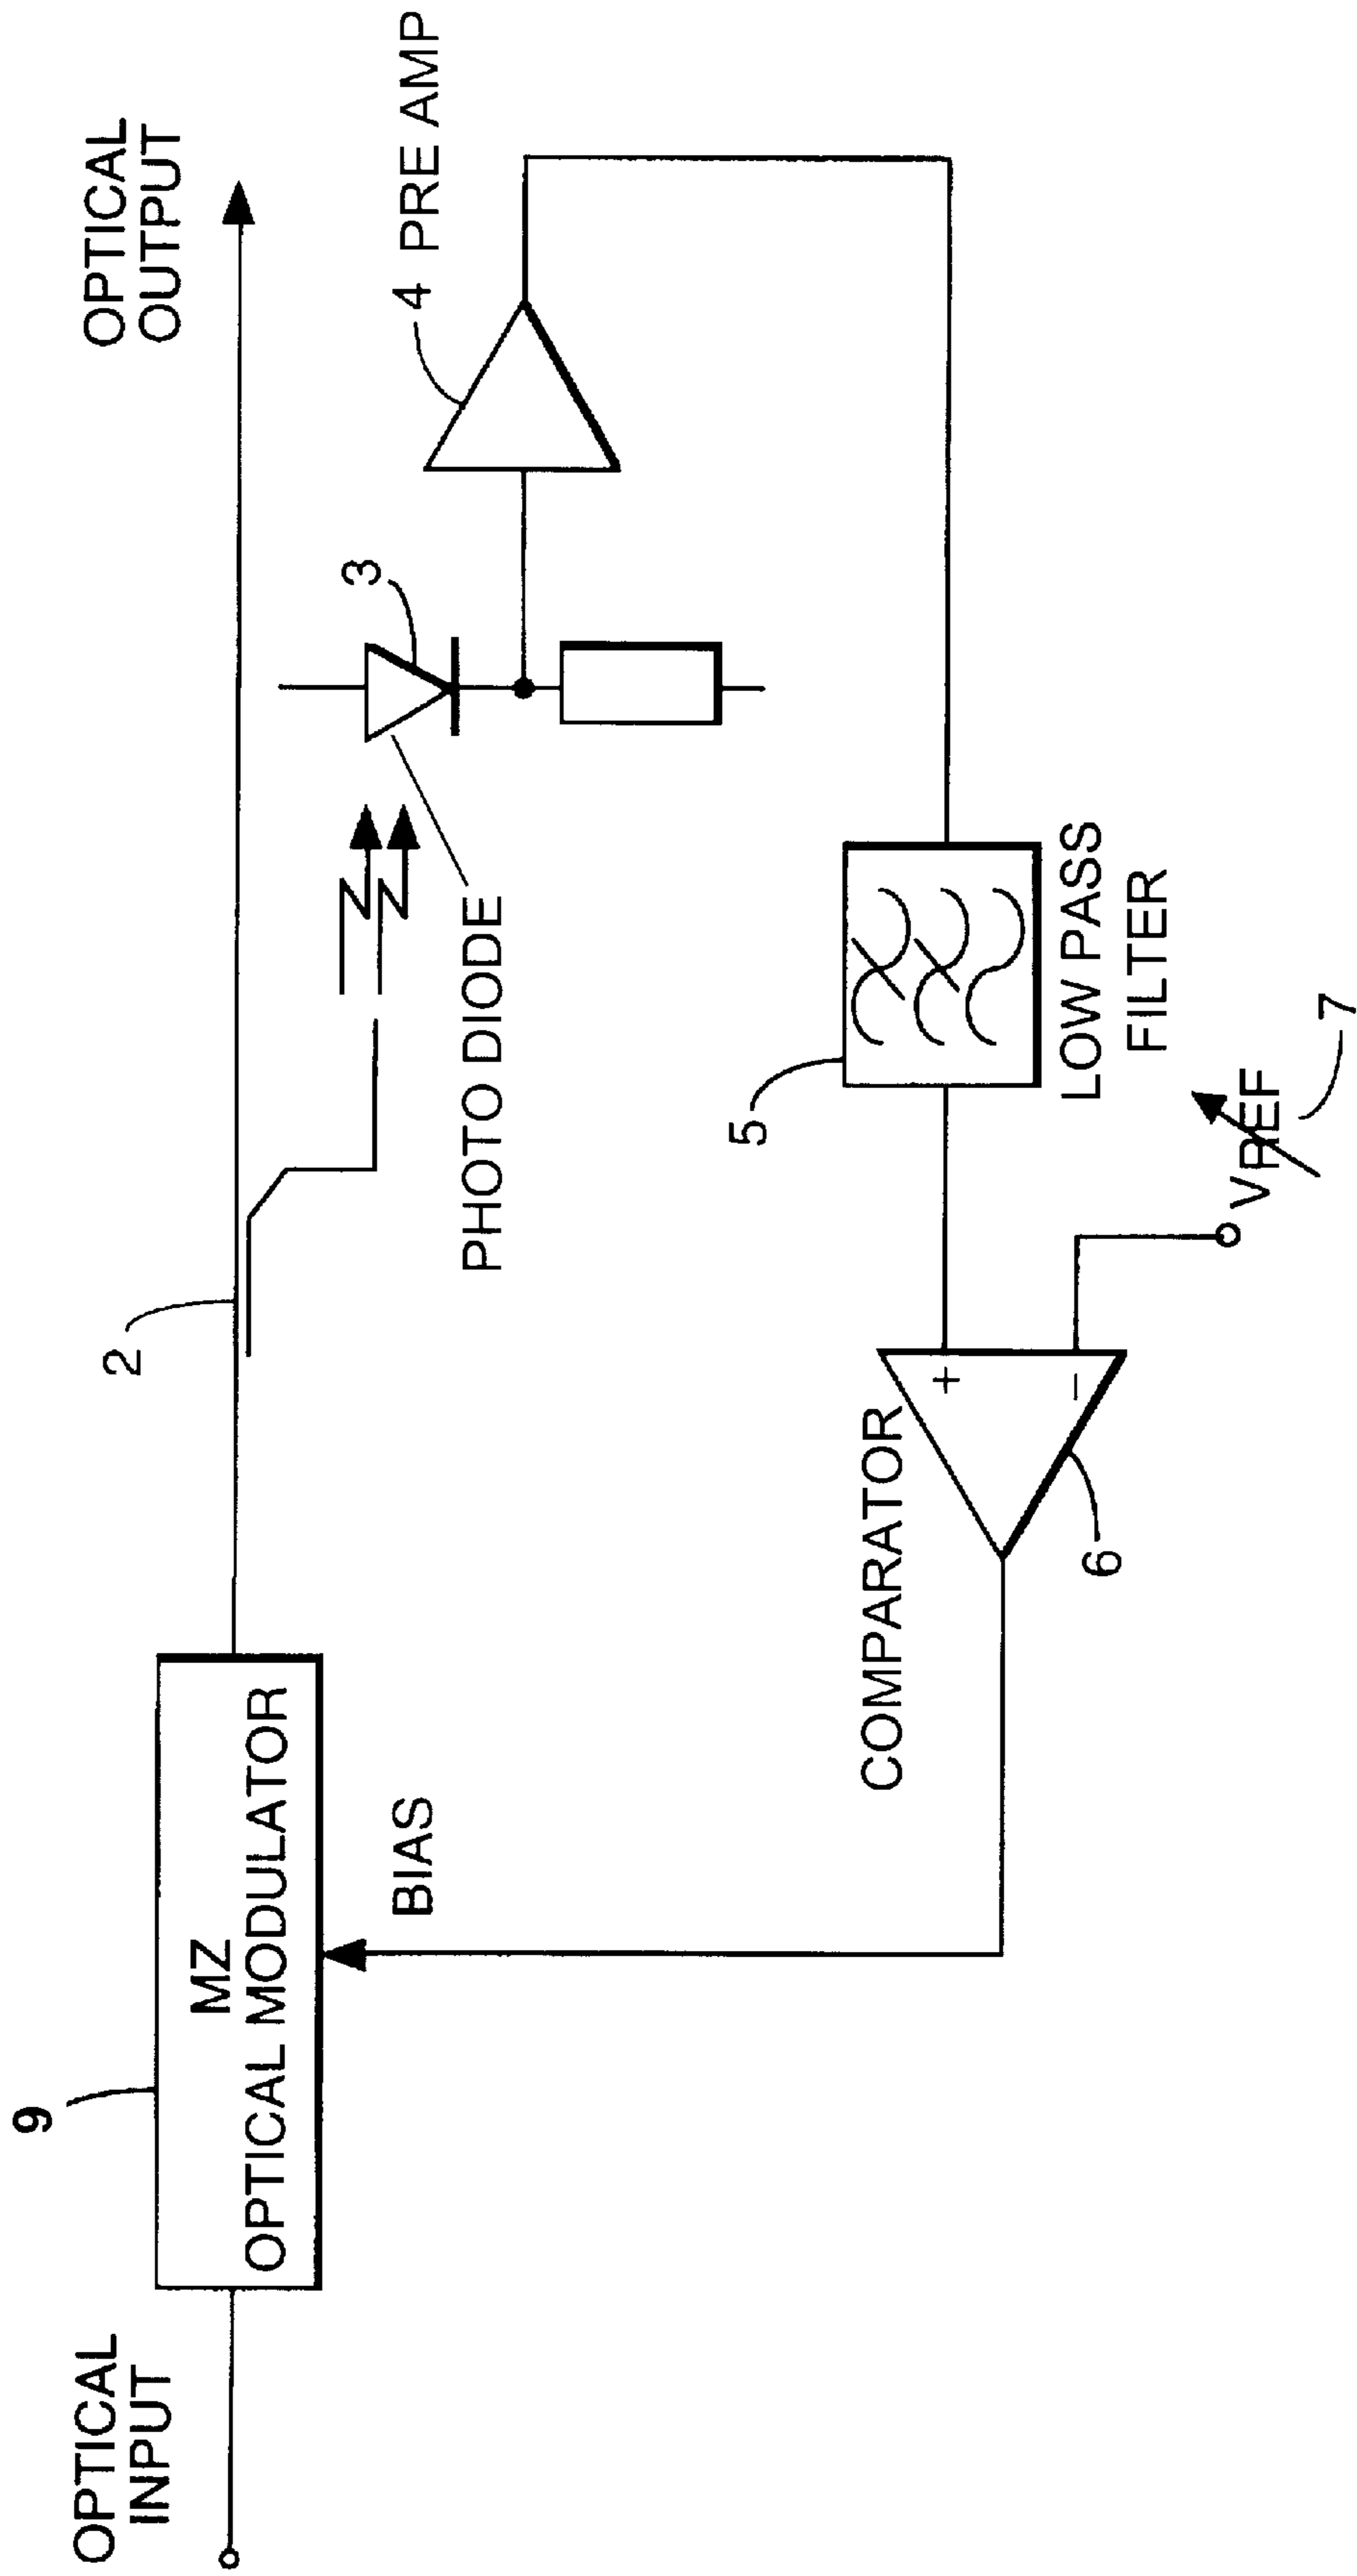 OPTICAL
INPUT
9
MZ
OPTICAL MODULATOR
BIAS
2
OPTICAL
OUTPUT
PHOTO DIODE
3
4 PRE AMP
COMPARATOR
+
−
6
5
LOW PASS
FILTER
VREF
7